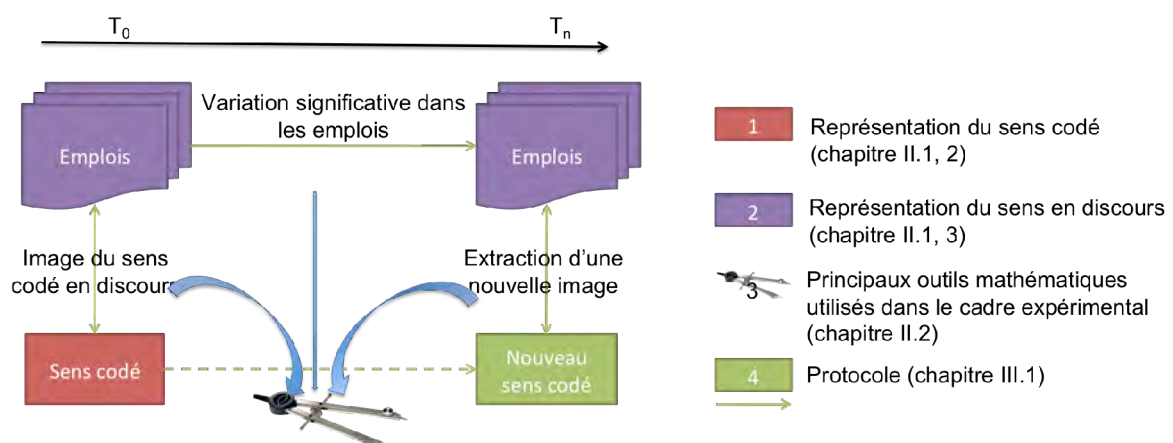 T0
Tn
Variation significative dans
les emplois
Emplois
Emplois
Image du sens
codé en discours
Extraction d'une
nouvelle image
Sens codé
Nouveau
sens codé
1
Représentation du sens codé
(chapitre II.1, 2)
2
Représentation du sens en discours
(chapitre II.1, 3)
3
Principaux outils mathématiques
utilisés dans le cadre expérimental
(chapitre II.2)
4
Protocole (chapitre III.1)